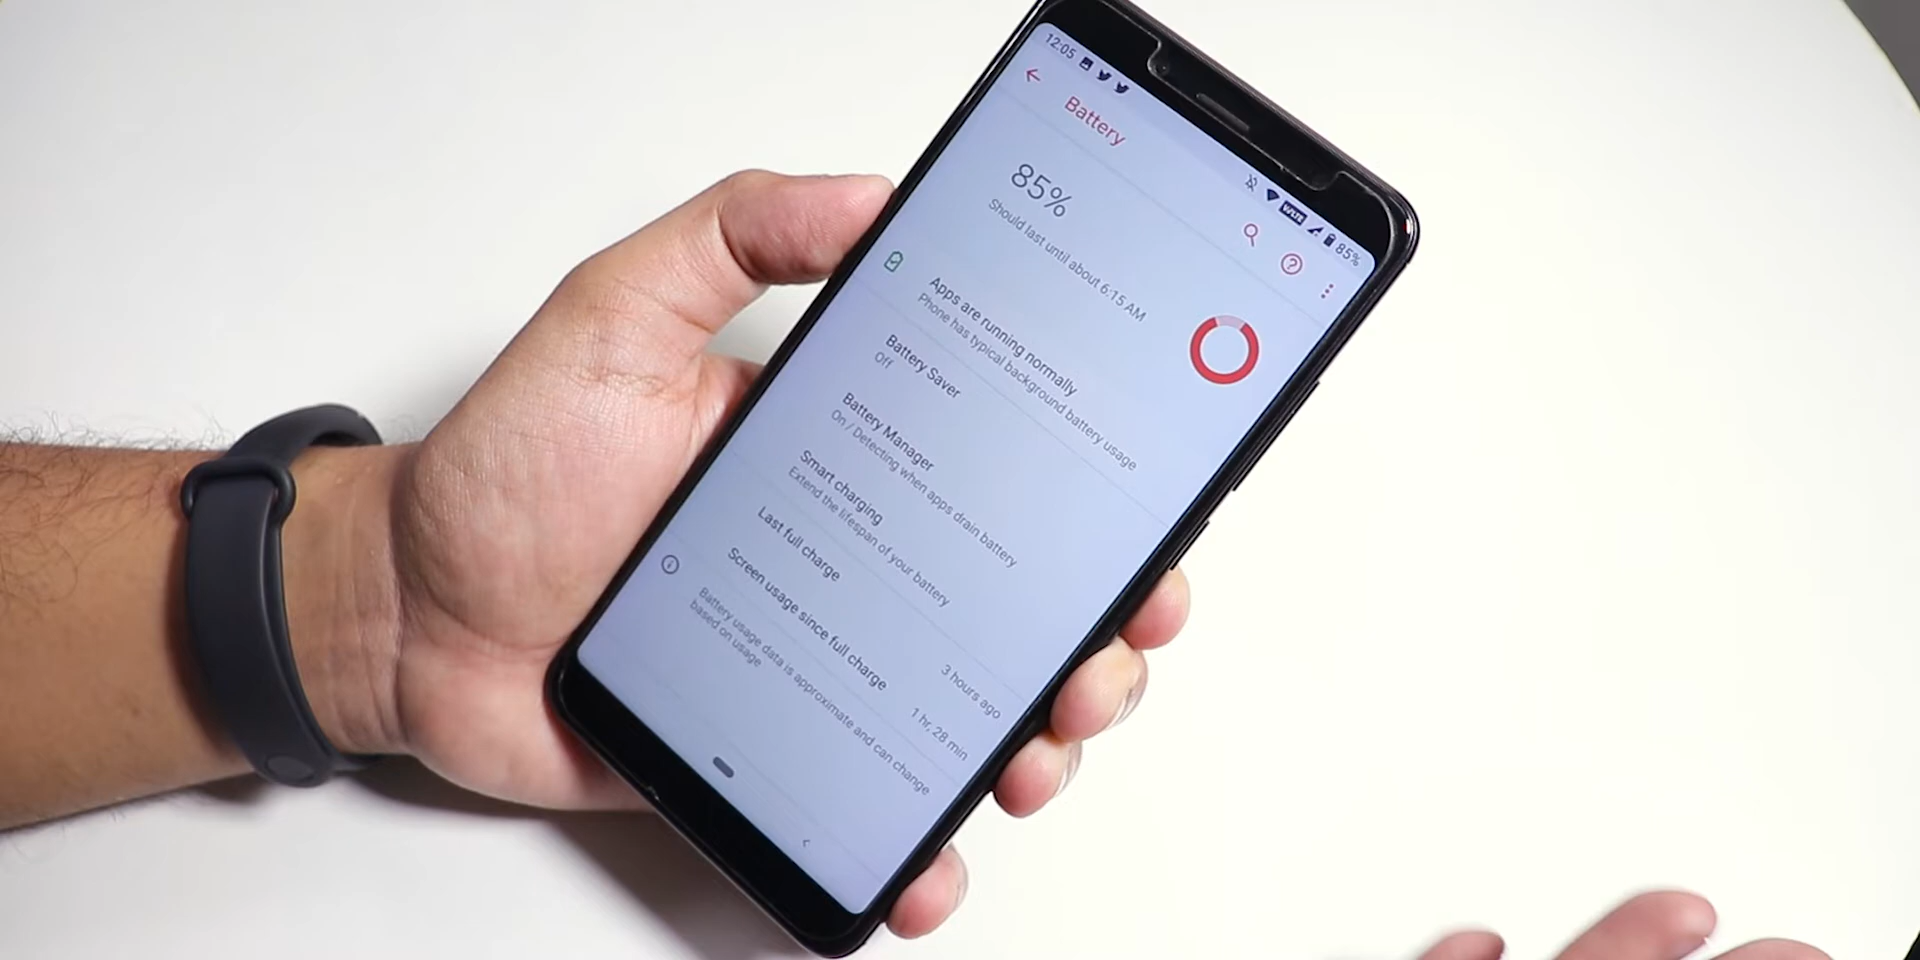 12:05
VoLTE 85%
Battery
85%
Should last until about 6:15 AM
Apps are running normally
Phone has typical background battery usage
Battery Saver
Off
Battery Manager
On / Detecting when apps drain battery
Smart charging
Extend the lifespan of your battery
Last full charge
3 hours ago
Screen usage since full charge
1 hr, 28 min
Battery usage data is approximate and can change
based on usage